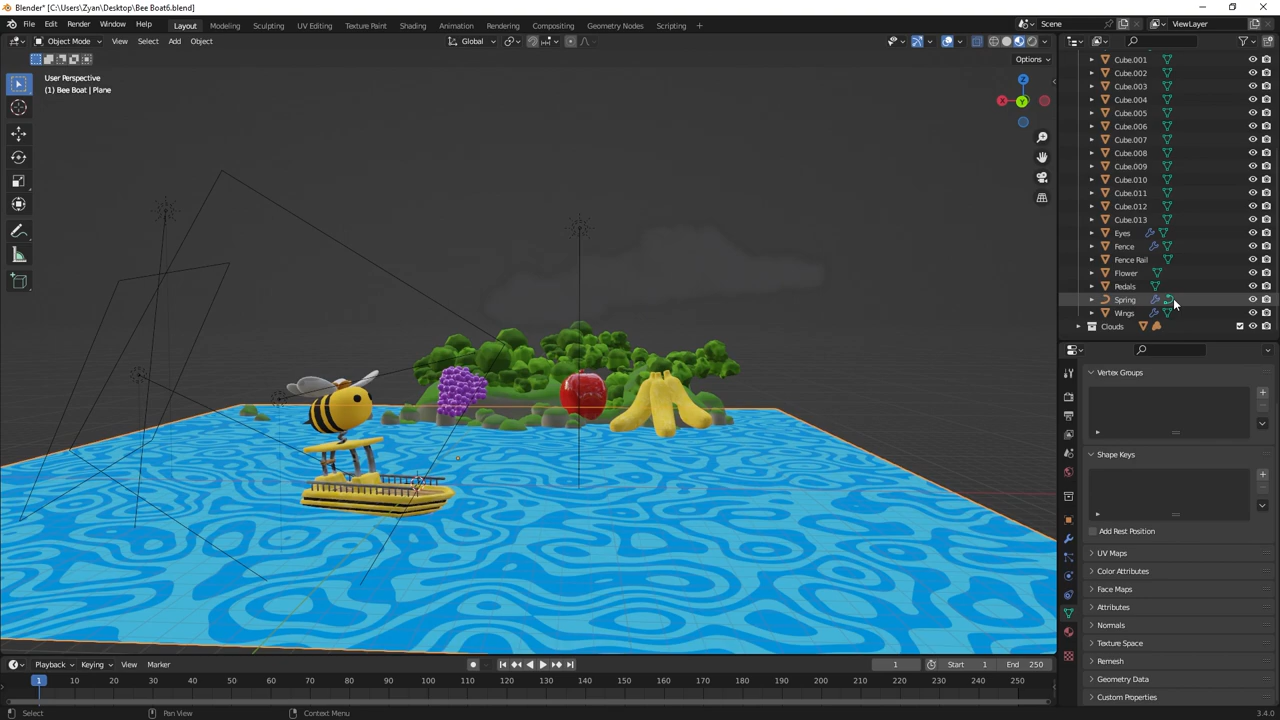 Blender* [C:\Users\Zyan\Desktop\Bee Boat6.blend]
File Edit Render Window Help Layout Modeling Sculpting UV Editing Texture Paint Shading Animation Rendering Compositing Geometry Nodes Scripting + Scene ViewLayer
Object Mode View Select Add Object Global
Options
User Perspective
(1) Bee Boat | Plane
Z
X
Y
Cube.001
Cube.002
Cube.003
Cube.004
Cube.005
Cube.006
Cube.007
Cube.008
Cube.009
Cube.010
Cube.011
Cube.012
Cube.013
Eyes
Fence
Fence Rail
Flower
Pedals
Spring
Wings
Clouds
Vertex Groups
Shape Keys
Add Rest Position
UV Maps
Color Attributes
Face Maps
Attributes
Normals
Texture Space
Remesh
Geometry Data
Custom Properties
Playback Keying View Marker 1 Start 1 End 250
1 10 20 30 40 50 60 70 80 90 100 110 120 130 140 150 160 170 180 190 200 210 220 230 240 250
Select Pan View Context Menu 3.4.0